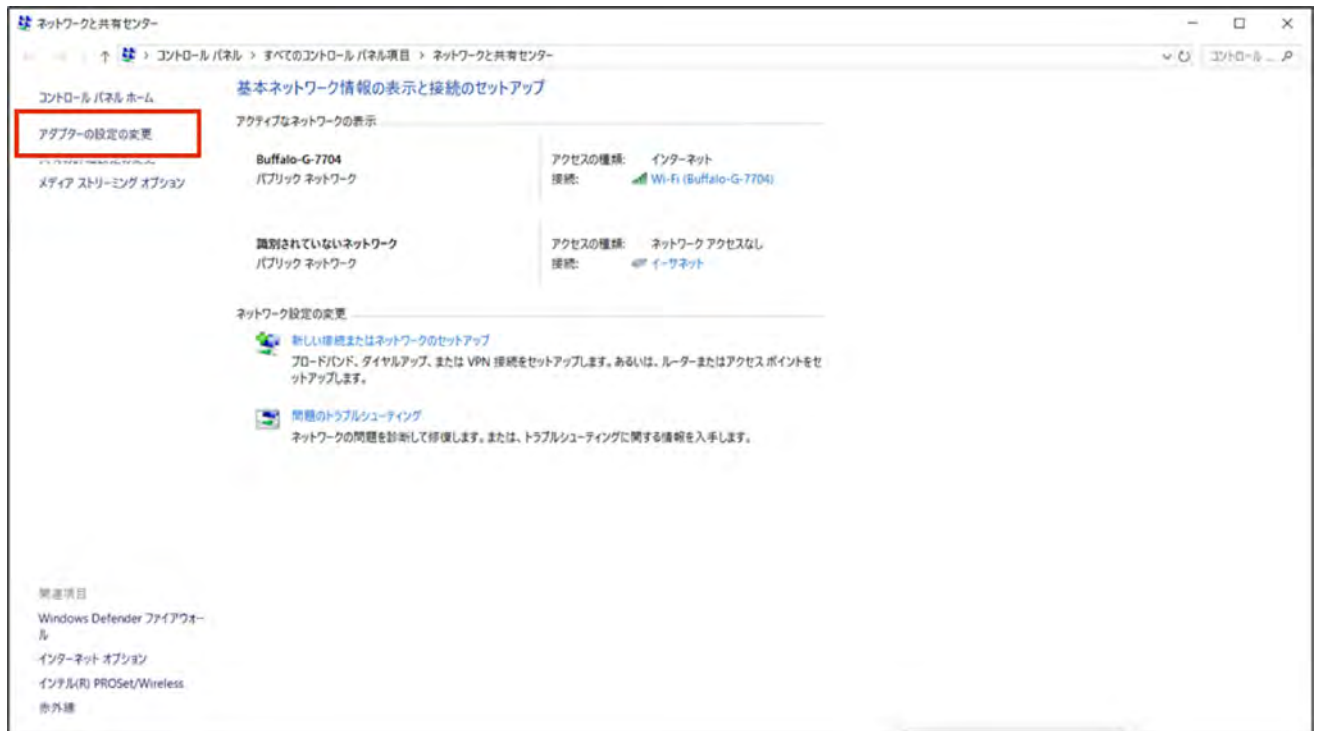 ネットワークと共有センター
コントロール パネル › すべてのコントロール パネル項目 › ネットワークと共有センター
コントロール ...
コントロール パネル ホーム
アダプターの設定の変更
メディア ストリーミング オプション
基本ネットワーク情報の表示と接続のセットアップ
アクティブなネットワークの表示
Buffalo-G-7704
パブリック ネットワーク
アクセスの種類: インターネット
接続: Wi-Fi (Buffalo-G-7704)
識別されていないネットワーク
パブリック ネットワーク
アクセスの種類: ネットワーク アクセスなし
接続: イーサネット
ネットワーク設定の変更
新しい接続またはネットワークのセットアップ
ブロードバンド、ダイヤルアップ、または VPN 接続をセットアップします。あるいは、ルーターまたはアクセス ポイントをセ
ットアップします。
問題のトラブルシューティング
ネットワークの問題を診断して修復します。または、トラブルシューティングに関する情報を入手します。
関連項目
Windows Defender ファイアウォー
ル
インターネット オプション
インテル(R) PROSet/Wireless
赤外線